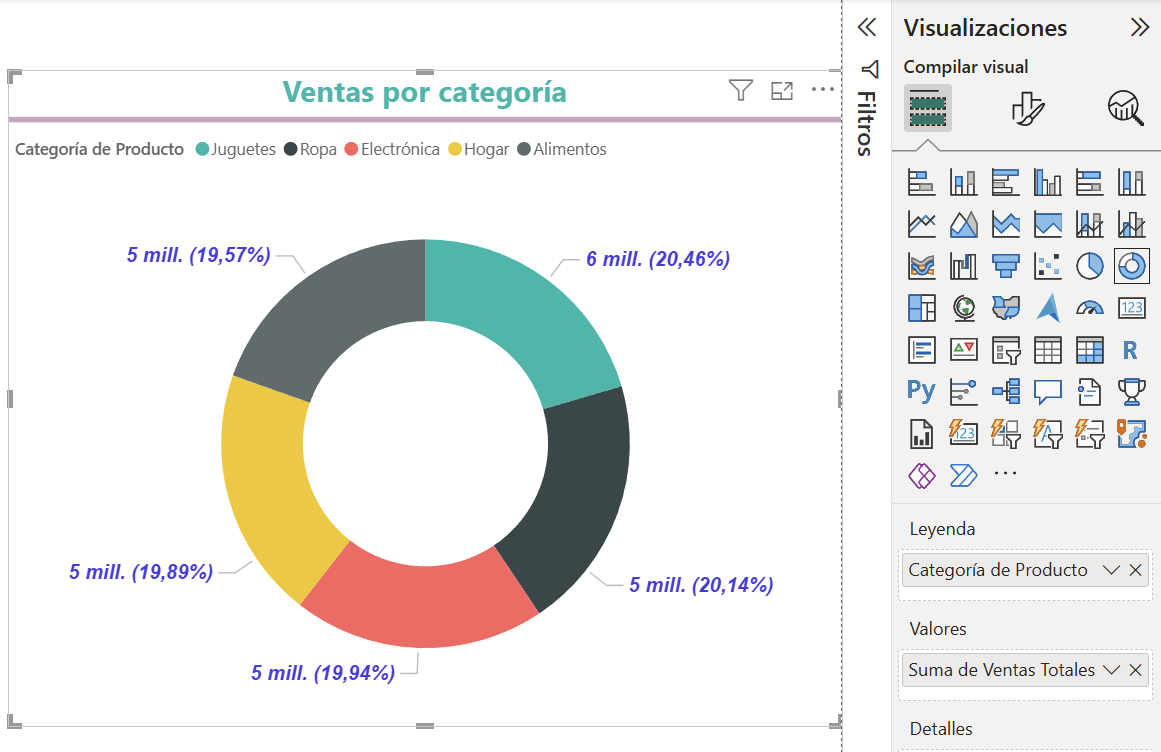 Ventas por categoría
Categoría de Producto Juguetes Ropa Electrónica Hogar Alimentos
5 mill. (19,57%)
6 mill. (20,46%)
5 mill. (19,89%)
5 mill. (20,14%)
5 mill. (19,94%)
Filtros
Visualizaciones
Compilar visual
123
R
Py
123
Leyenda
Categoría de Producto
Valores
Suma de Ventas Totales
Detalles